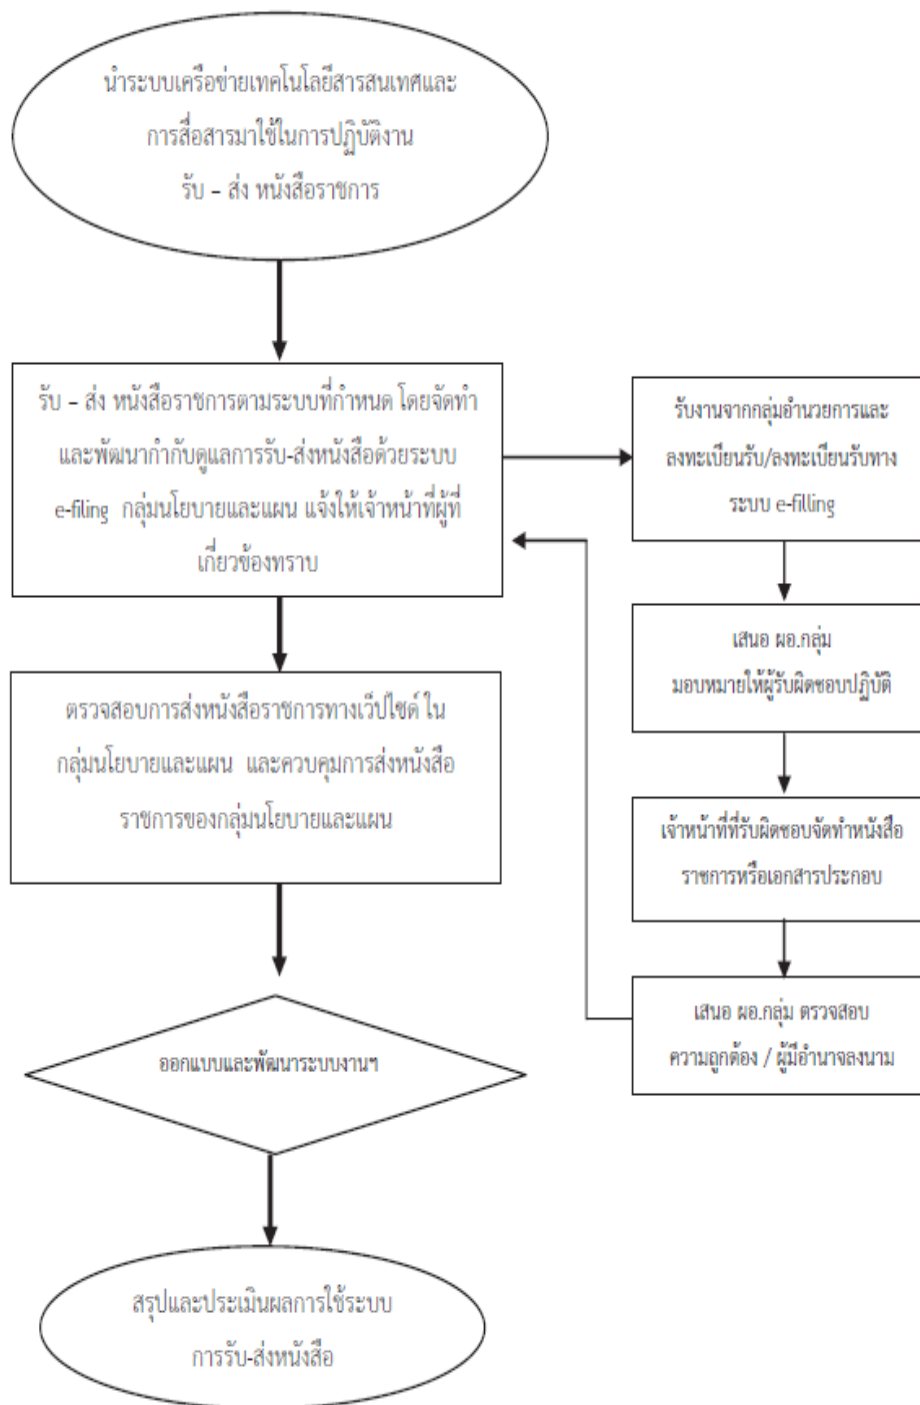 นำระบบเครือข่ายเทคโนโลยีสารสนเทศและ
การสื่อสารมาใช้ในการปฏิบัติงาน
รับ – ส่ง หนังสือราชการ
รับ – ส่ง หนังสือราชการตามระบบที่กำหนด โดยจัดทำ
และพัฒนากำกับดูแลการรับ-ส่งหนังสือด้วยระบบ
e-filing กลุ่มนโยบายและแผน แจ้งให้เจ้าหน้าที่ผู้ที่
เกี่ยวข้องทราบ
รับงานจากกลุ่มอำนวยการและ
ลงทะเบียนรับ/ลงทะเบียนรับทาง
ระบบ e-filling
เสนอ ผอ.กลุ่ม
มอบหมายให้ผู้รับผิดชอบปฏิบัติ
เจ้าหน้าที่ที่รับผิดชอบจัดทำหนังสือ
ราชการหรือเอกสารประกอบ
เสนอ ผอ.กลุ่ม ตรวจสอบ
ความถูกต้อง / ผู้มีอำนาจลงนาม
ตรวจสอบการส่งหนังสือราชการทางเว็ปไซด์ ใน
กลุ่มนโยบายและแผน และควบคุมการส่งหนังสือ
ราชการของกลุ่มนโยบายและแผน
ออกแบบและพัฒนาระบบงานฯ
สรุปและประเมินผลการใช้ระบบ
การรับ-ส่งหนังสือ